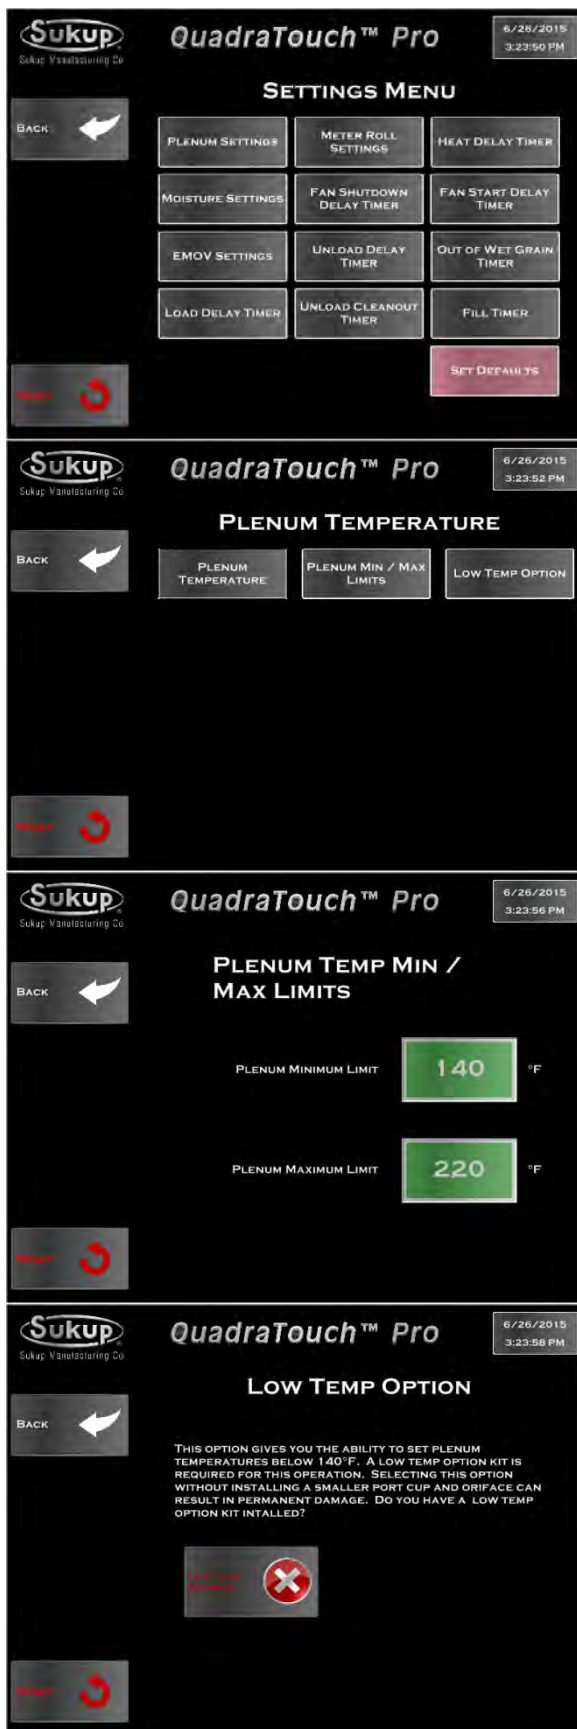 Sukup
QuadraTouch™ Pro
6/26/2015
3:23:50 PM
Sukup Manufacturing Co
SETTINGS MENU
BACK
PLENUM SETTINGS
METER ROLL
SETTINGS
HEAT DELAY TIMER
MOISTURE SETTINGS
FAN SHUTDOWN
DELAY TIMER
FAN START DELAY
TIMER
EMOV SETTINGS
UNLOAD DELAY
TIMER
OUT OF WET GRAIN
TIMER
LOAD DELAY TIMER
UNLOAD CLEANOUT
TIMER
FILL TIMER
SET DEFAULTS
RESET
Sukup
QuadraTouch™ Pro
6/26/2015
3:23:52 PM
Sukup Manufacturing Co.
PLENUM TEMPERATURE
BACK
PLENUM
TEMPERATURE
PLENUM MIN / MAX
LIMITS
LOW TEMP OPTION
RESET
Sukup
QuadraTouch™ Pro
6/26/2015
3:23:56 PM
Sukup Manufacturing Co.
PLENUM TEMP MIN /
MAX LIMITS
BACK
PLENUM MINIMUM LIMIT
140
°F
PLENUM MAXIMUM LIMIT
220
°F
RESET
Sukup
QuadraTouch™ Pro
6/26/2015
3:23:58 PM
Sukup Manufacturing Co.
LOW TEMP OPTION
BACK
THIS OPTION GIVES YOU THE ABILITY TO SET PLENUM
TEMPERATURES BELOW 140°F. A LOW TEMP OPTION KIT IS
REQUIRED FOR THIS OPERATION. SELECTING THIS OPTION
WITHOUT INSTALLING A SMALLER PORT CUP AND ORIFACE CAN
RESULT IN PERMANENT DAMAGE. DO YOU HAVE A LOW TEMP
OPTION KIT INTALLED?
LOW TEMP
RESET